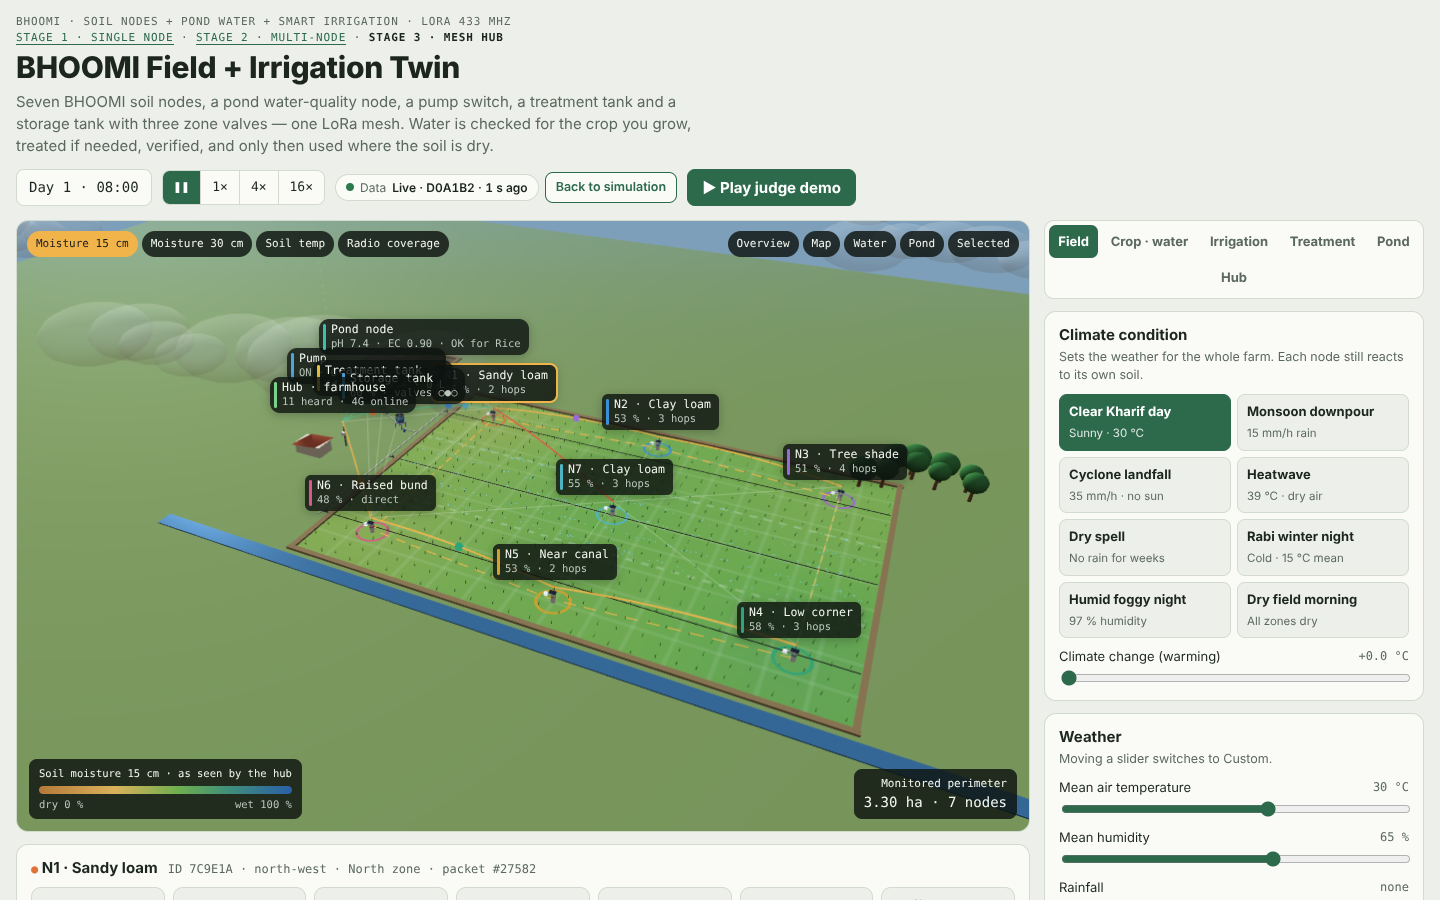 BHOOMI · SOIL NODES + POND WATER + SMART IRRIGATION · LORA 433 MHZ
STAGE 1 · SINGLE NODE · STAGE 2 · MULTI-NODE · STAGE 3 · MESH HUB
BHOOMI Field + Irrigation Twin
Seven BHOOMI soil nodes, a pond water-quality node, a pump switch, a treatment tank and a
storage tank with three zone valves — one LoRa mesh. Water is checked for the crop you grow,
treated if needed, verified, and only then used where the soil is dry.
Day 1 · 08:00
1×
4×
16×
Data Live · D0A1B2 · 1 s ago
Back to simulation
▶ Play judge demo
Moisture 15 cm
Moisture 30 cm
Soil temp
Radio coverage
Overview
Map
Water
Pond
Selected
Pond node
pH 7.4 · EC 0.90 · OK for Rice
Pump
ON
Treatment tank
Storage tank
valves ○●○
Hub · farmhouse
11 heard · 4G online
· Sandy loam
% · 2 hops
N2 · Clay loam
53 % · 3 hops
N3 · Tree shade
51 % · 4 hops
N7 · Clay loam
55 % · 3 hops
N6 · Raised bund
48 % · direct
N5 · Near canal
53 % · 2 hops
N4 · Low corner
58 % · 3 hops
Soil moisture 15 cm · as seen by the hub
dry 0 %
wet 100 %
Monitored perimeter
3.30 ha · 7 nodes
N1 · Sandy loam ID 7C9E1A · north-west · North zone · packet #27582
Field
Crop · water
Irrigation
Treatment
Pond
Hub
Climate condition
Sets the weather for the whole farm. Each node still reacts
to its own soil.
Clear Kharif day
Sunny · 30 °C
Monsoon downpour
15 mm/h rain
Cyclone landfall
35 mm/h · no sun
Heatwave
39 °C · dry air
Dry spell
No rain for weeks
Rabi winter night
Cold · 15 °C mean
Humid foggy night
97 % humidity
Dry field morning
All zones dry
Climate change (warming) +0.0 °C
Weather
Moving a slider switches to Custom.
Mean air temperature 30 °C
Mean humidity 65 %
Rainfall none